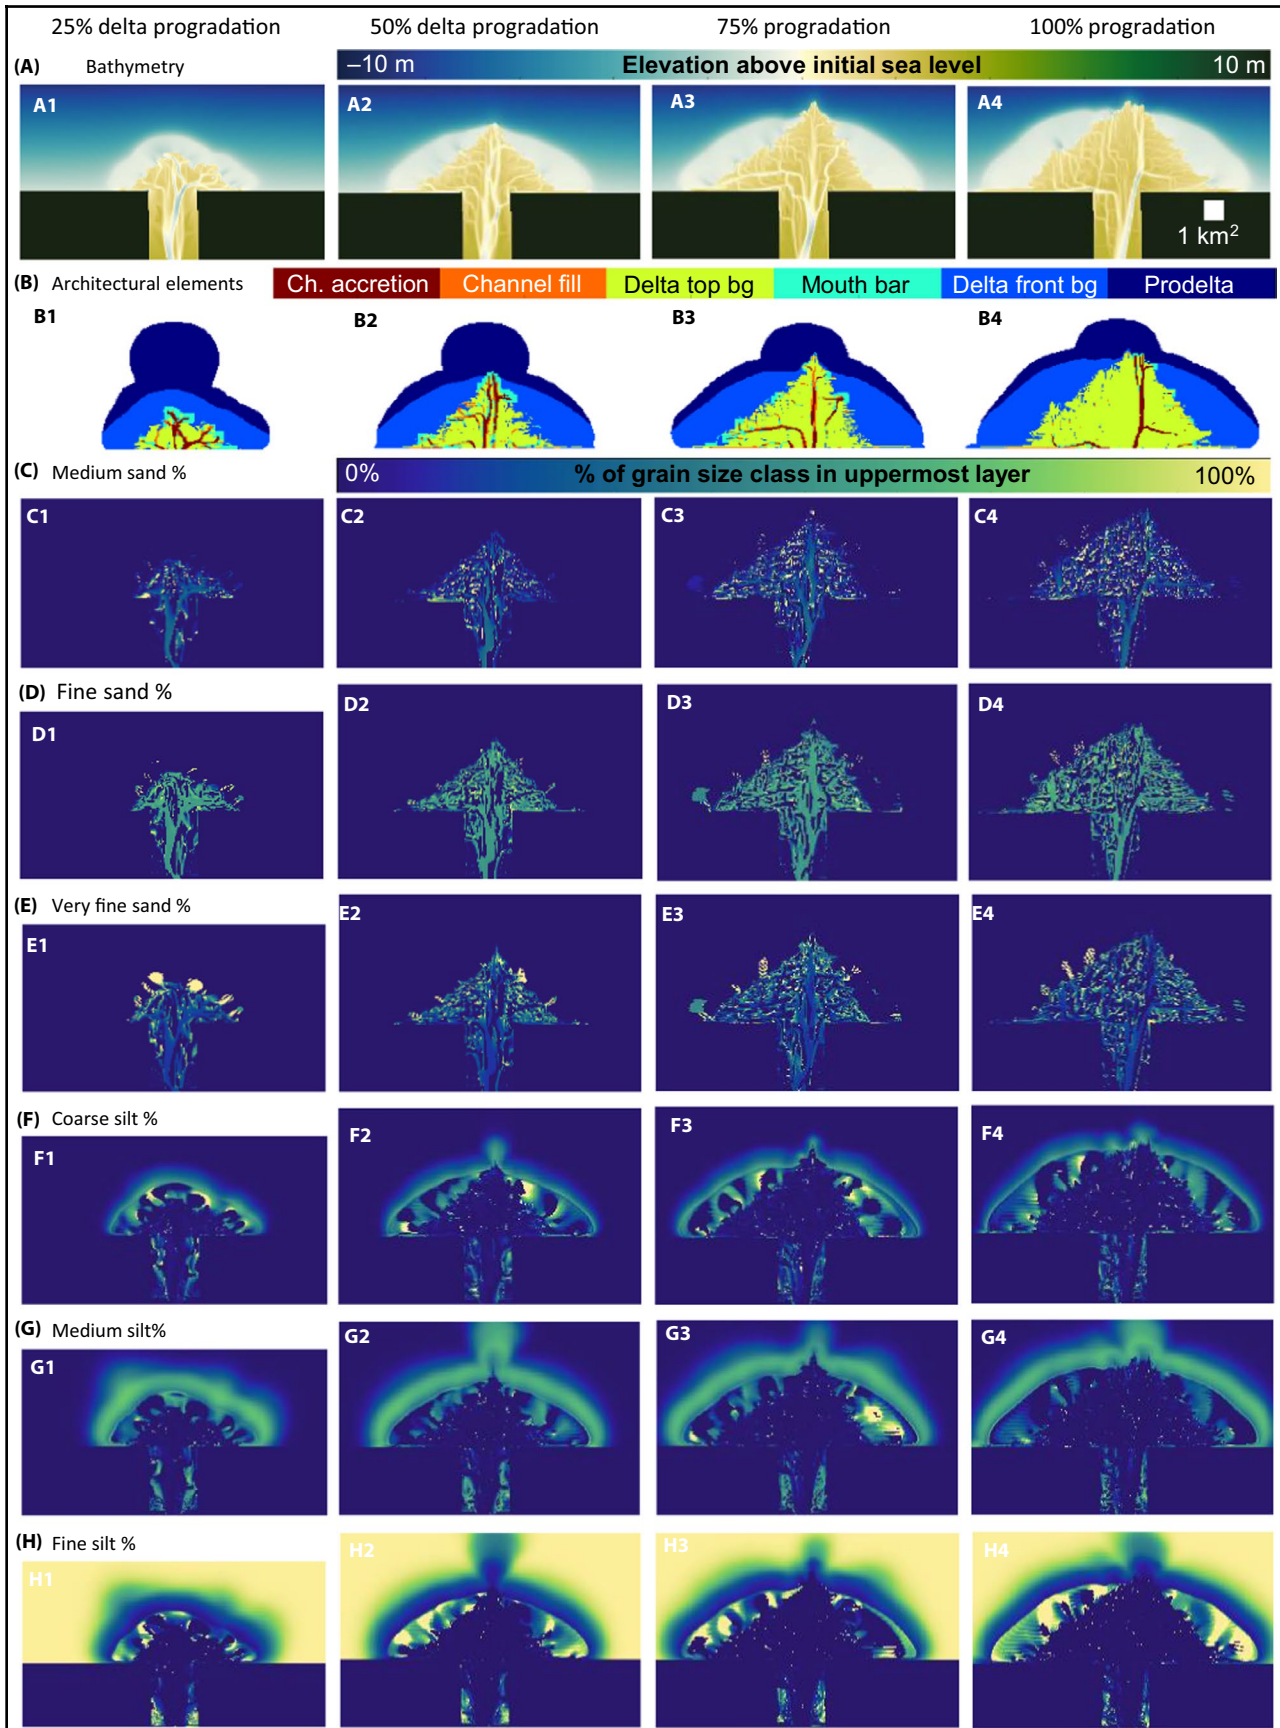 25% delta progradation 50% delta progradation 75% progradation 100% progradation
(A) Bathymetry
–10 m Elevation above initial sea level 10 m
A1 A2 A3 A4
1 km²
(B) Architectural elements Ch. accretion Channel fill Delta top bg Mouth bar Delta front bg Prodelta
B1 B2 B3 B4
(C) Medium sand %
0% % of grain size class in uppermost layer 100%
C1 C2 C3 C4
(D) Fine sand %
D1 D2 D3 D4
(E) Very fine sand %
E1 E2 E3 E4
(F) Coarse silt %
F1 F2 F3 F4
(G) Medium silt%
G1 G2 G3 G4
(H) Fine silt %
H1 H2 H3 H4